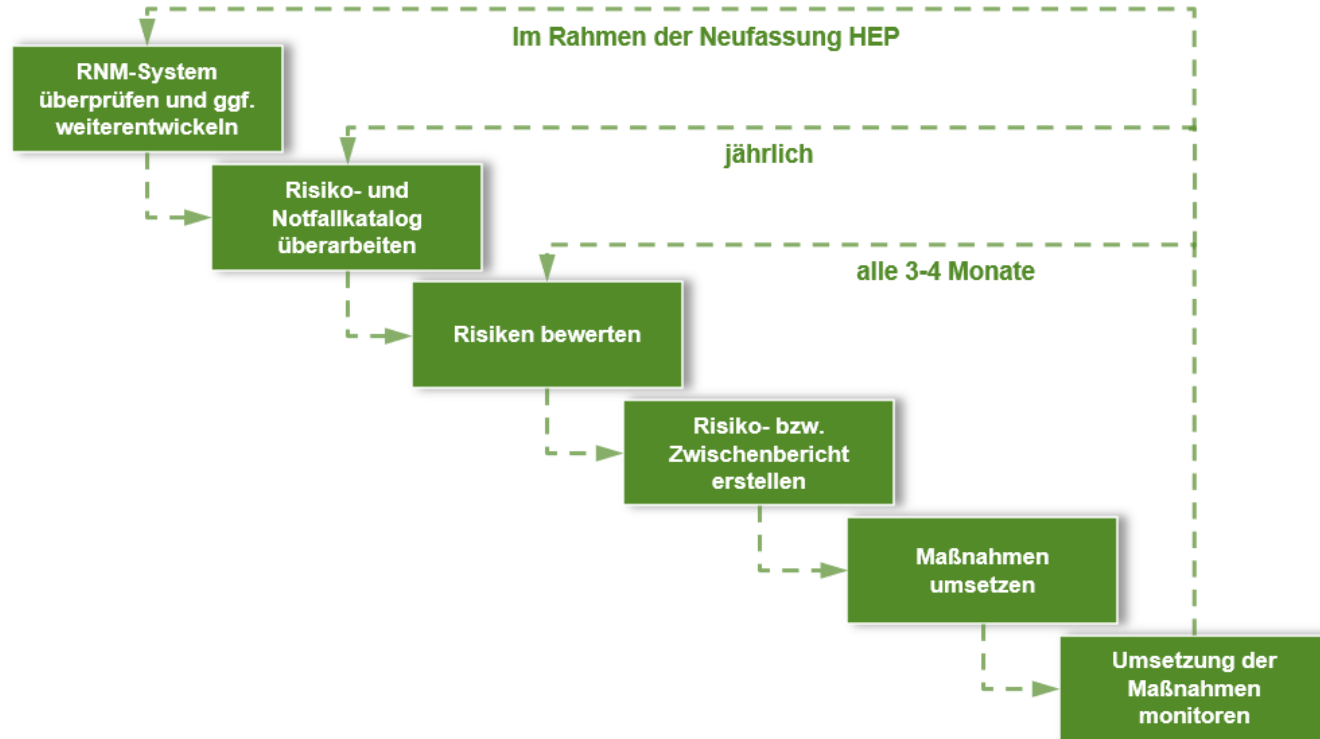 Im Rahmen der Neufassung HEP
RNM-System
überprüfen und ggf.
weiterentwickeln
jährlich
Risiko- und
Notfallkatalog
überarbeiten
alle 3-4 Monate
Risiken bewerten
Risiko- bzw.
Zwischenbericht
erstellen
Maßnahmen
umsetzen
Umsetzung der
Maßnahmen
monitoren